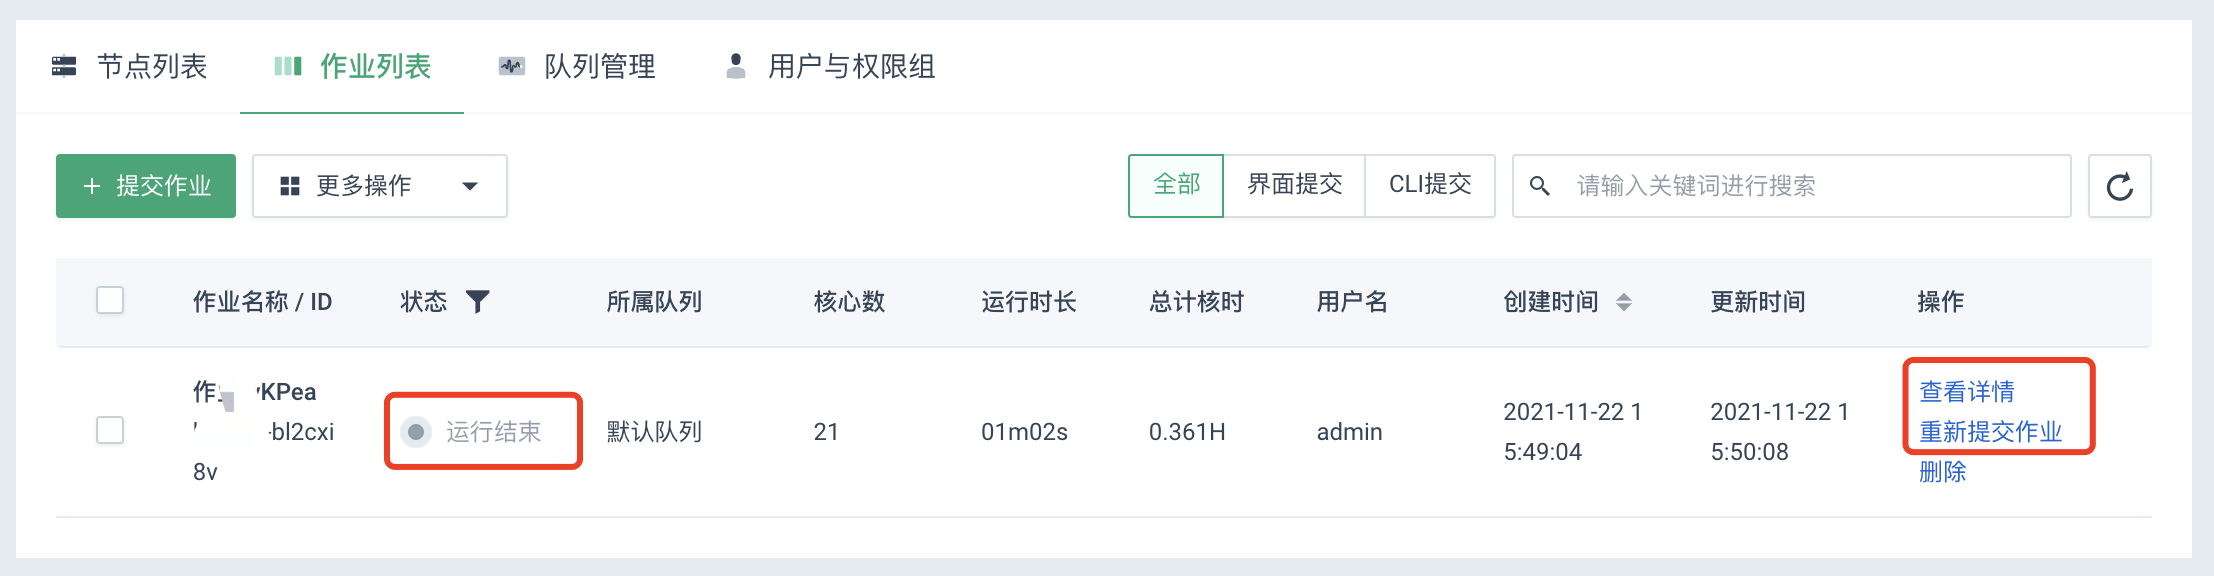 节点列表 作业列表 队列管理 用户与权限组
+ 提交作业 更多操作 全部 界面提交 CLI提交 请输入关键词进行搜索
作业名称 / ID 状态 所属队列 核心数 运行时长 总计核时 用户名 创建时间 更新时间 操作
KPea
-bl2cxi
8v
运行结束
默认队列
21
01m02s
0.361H
admin
2021-11-22 1
5:49:04
2021-11-22 1
5:50:08
查看详情
重新提交作业
删除